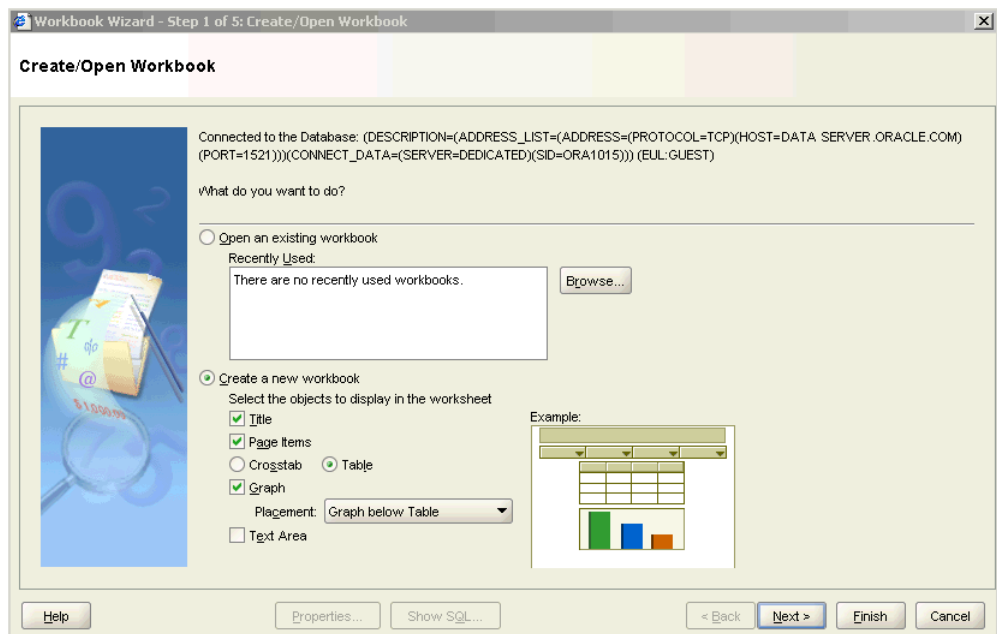 Workbook Wizard - Step 1 of 5: Create/Open Workbook
Create/Open Workbook
Connected to the Database: (DESCRIPTION=(ADDRESS_LIST=(ADDRESS=(PROTOCOL=TCP)(HOST=DATA SERVER.ORACLE.COM)
(PORT=1521)))(CONNECT_DATA=(SERVER=DEDICATED)(SID=ORA1015))) (EUL:GUEST)
What do you want to do?
Open an existing workbook
Recently Used:
There are no recently used workbooks.
Browse...
Create a new workbook
Select the objects to display in the worksheet
Title
Page Items
Crosstab Table
Graph
Placement: Graph below Table
Text Area
Example:
T
%
#
@
$1,000.99
Help Properties... Show SQL... < Back Next > Finish Cancel